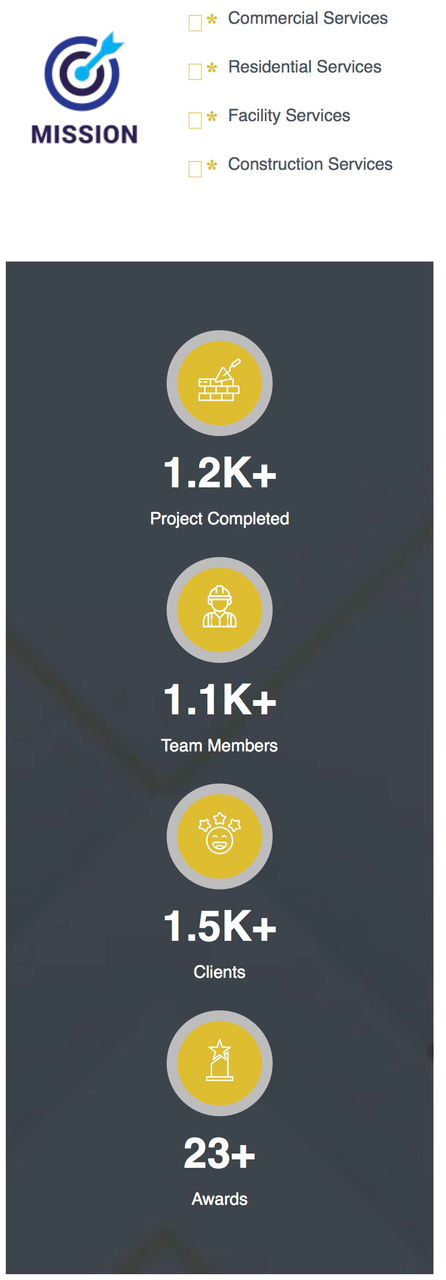 MISSION
* Commercial Services
* Residential Services
* Facility Services
* Construction Services
1.2K+
Project Completed
1.1K+
Team Members
1.5K+
Clients
23+
Awards